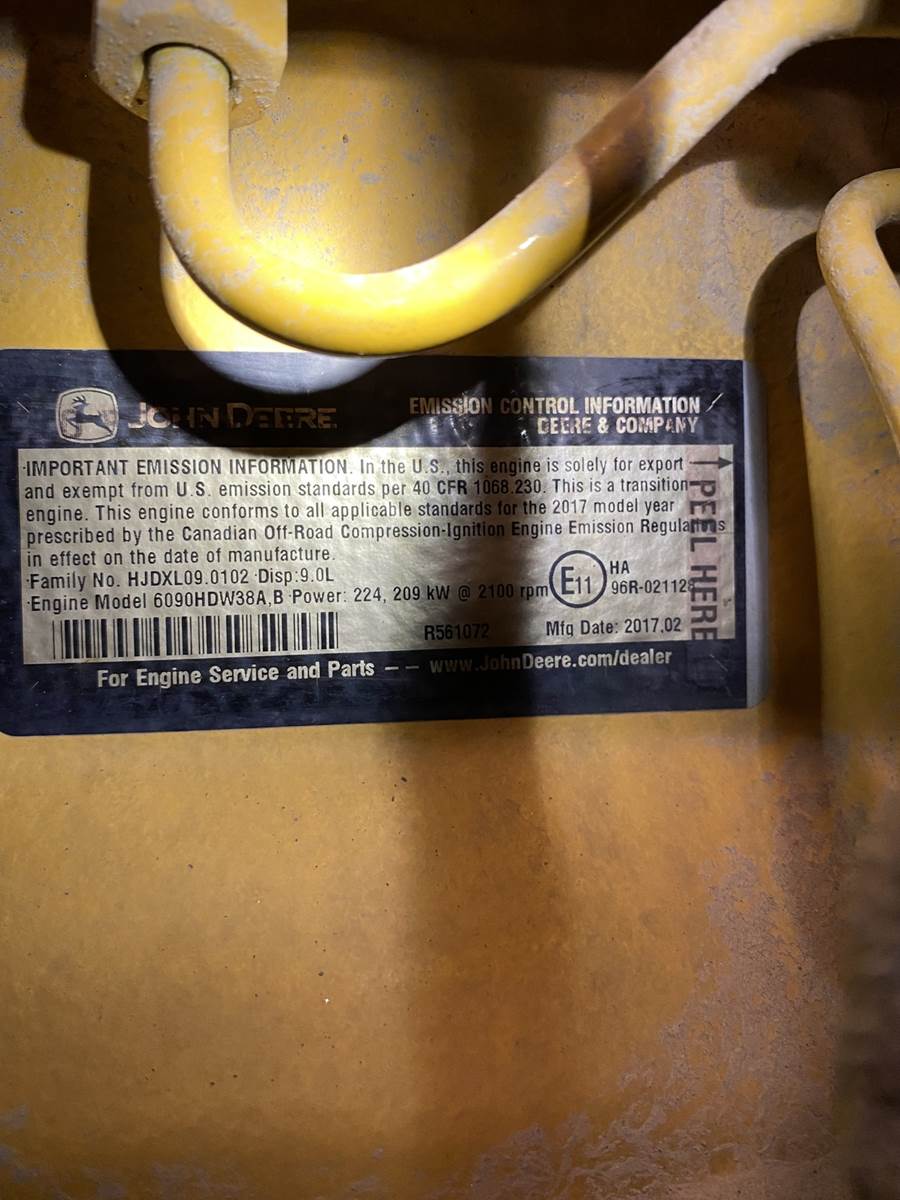 JOHN DEERE
EMISSION CONTROL INFORMATION
DEERE & COMPANY
·IMPORTANT EMISSION INFORMATION. In the U.S., this engine is solely for export
and exempt from U.S. emission standards per 40 CFR 1068.230. This is a transition
engine. This engine conforms to all applicable standards for the 2017 model year
prescribed by the Canadian Off-Road Compression-Ignition Engine Emission
in effect on the date of manufacture.
·Family No. HJDXL09.0102 ·Disp:9.0L
·Engine Model 6090HDW38A,B ·Power: 224, 209 kW @ 2100 rpm
E11
HA
96R-021128
R561072
Mfg Date: 2017.02
PEEL HERE
For Engine Service and Parts –– www.JohnDeere.com/dealer